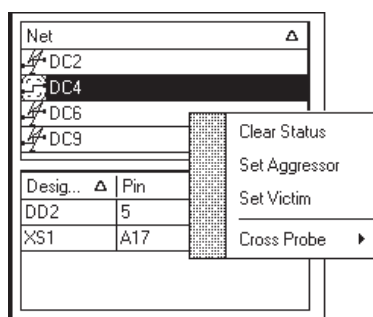 Net
DC2
DC4
DC6
DC9
Clear Status
Set Aggressor
Set Victim
Cross Probe
Desig... Pin
DD2 5
XS1 A17